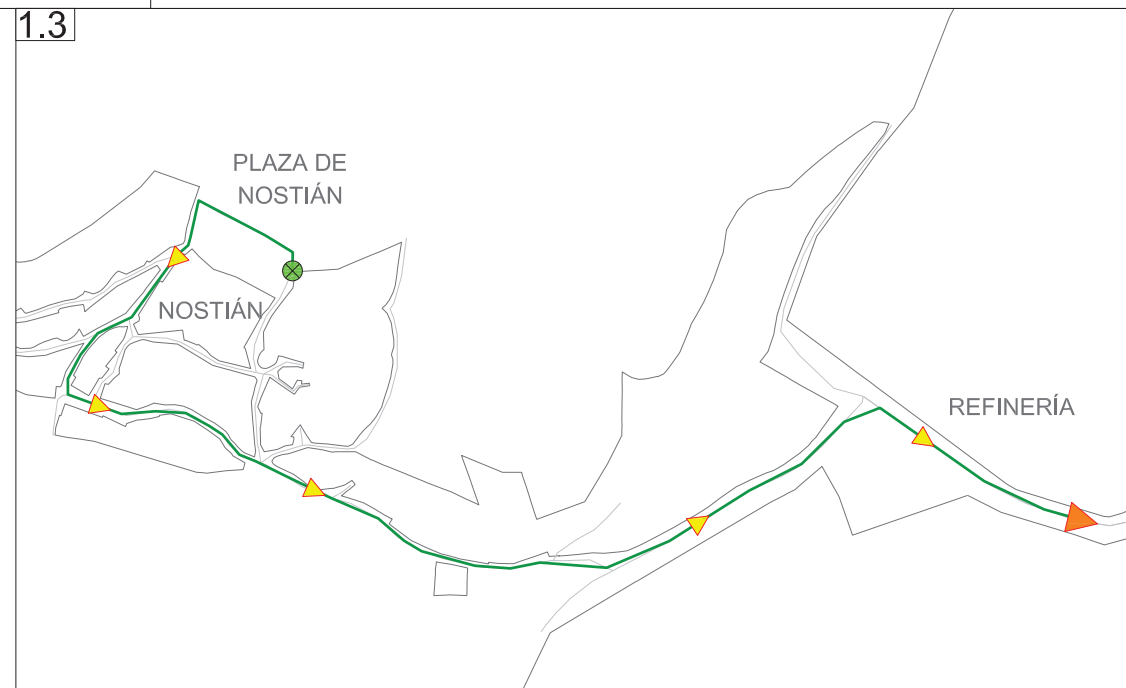 1.3
PLAZA DE
NOSTIÁN
NOSTIÁN
REFINERÍA